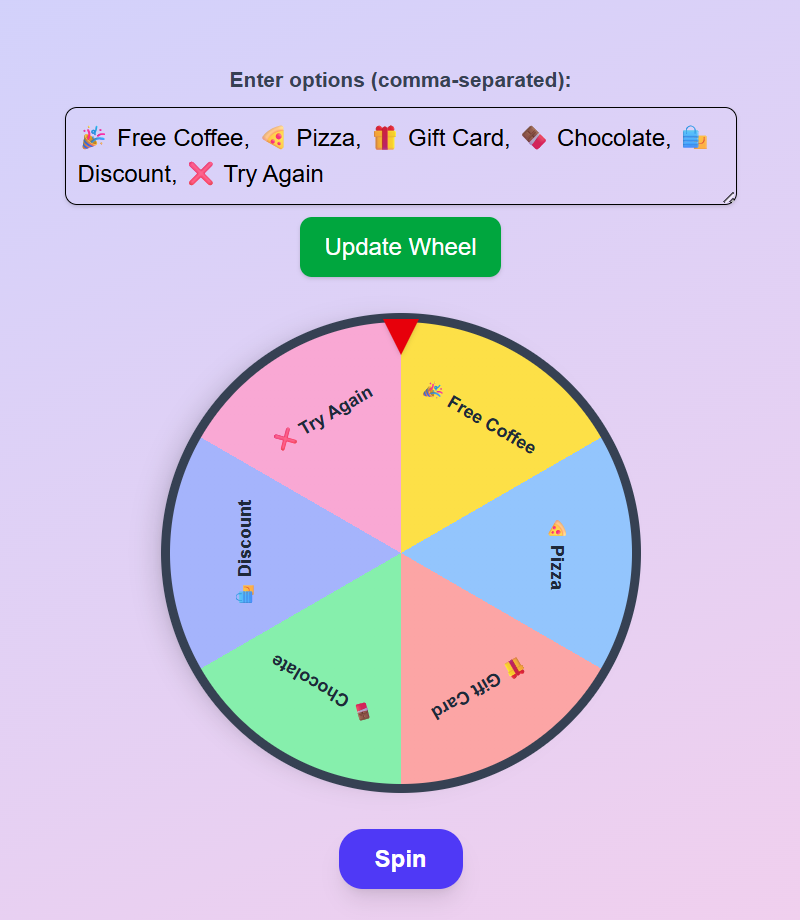 Enter options (comma-separated):
🎉 Free Coffee, 🍕 Pizza, 🎁 Gift Card, 🍫 Chocolate, 🛍️
Discount, ❌ Try Again
Update Wheel
🎉 Free Coffee
🍕 Pizza
🎁 Gift Card
🍫 Chocolate
🛍️ Discount
❌ Try Again
Spin